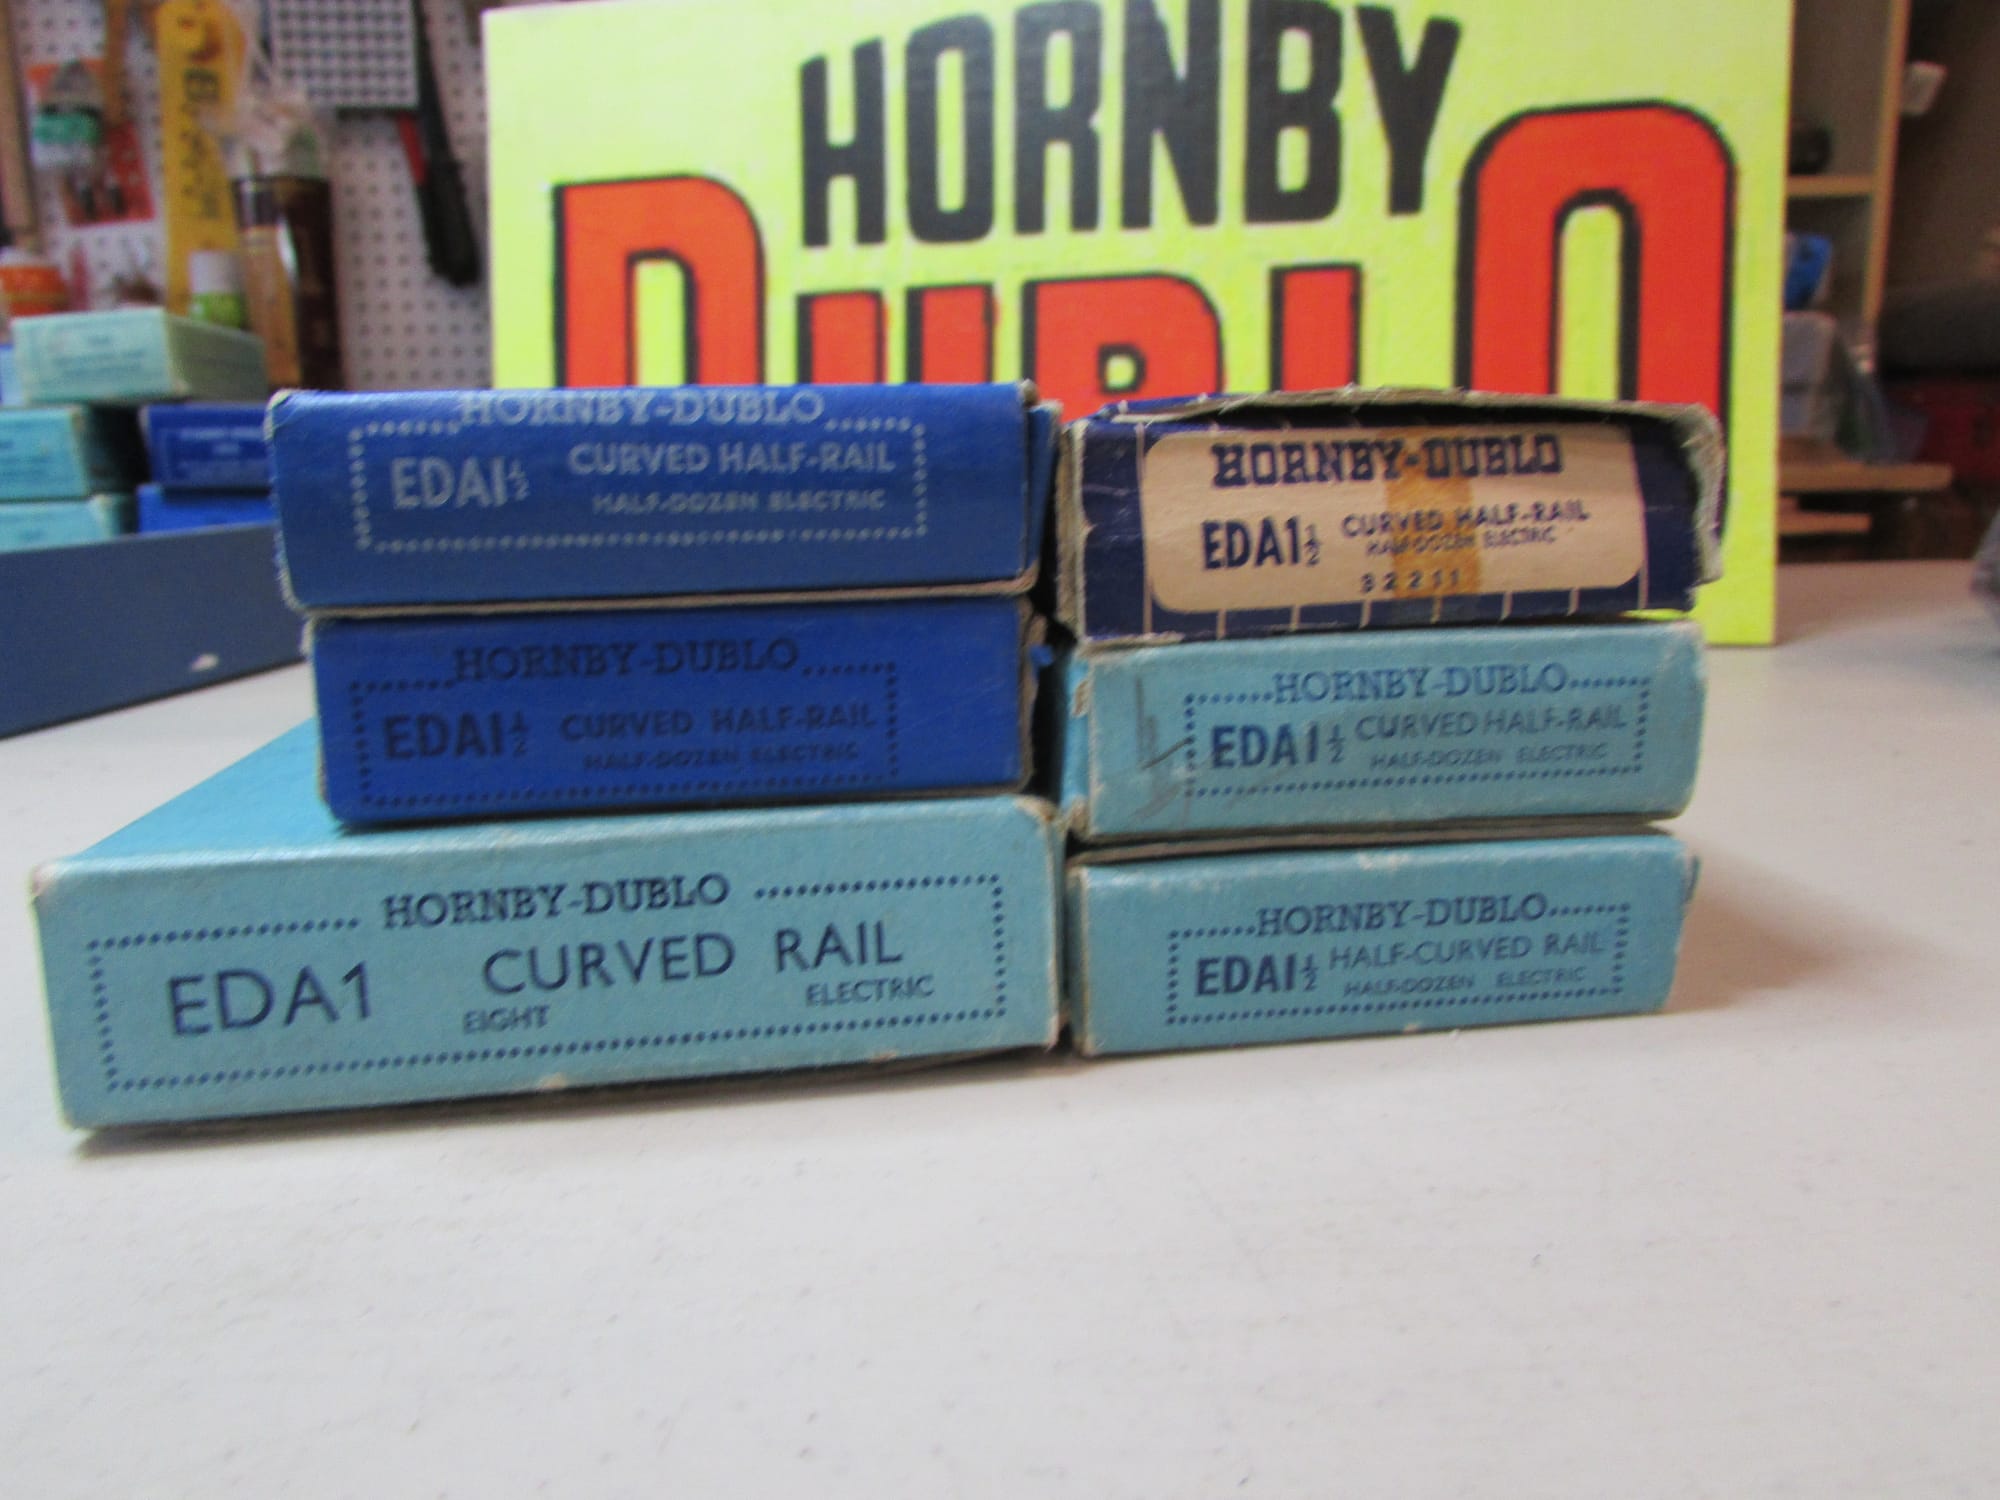 HORNBY
DUBLO
HORNBY-DUBLO
EDA1½ CURVED HALF-RAIL
HALF-DOZEN ELECTRIC
HORNBY-DUBLO
EDA1½ CURVED HALF-RAIL
HALF-DOZEN ELECTRIC
HORNBY-DUBLO
EDA1 CURVED RAIL
EIGHT ELECTRIC
HORNBY-DUBLO
EDA1½ CURVED HALF-RAIL
HALF-DOZEN ELECTRIC
32211
HORNBY-DUBLO
EDA1½ CURVED HALF-RAIL
HALF-DOZEN ELECTRIC
HORNBY-DUBLO
EDA1½ HALF-CURVED RAIL
HALF-DOZEN ELECTRIC